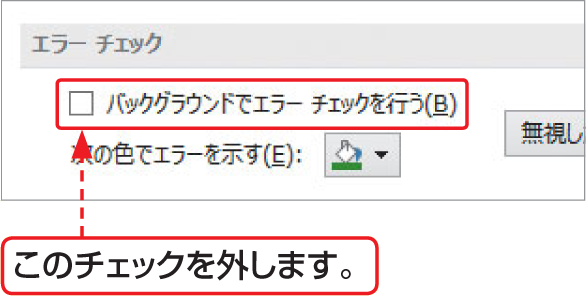 エラー チェック
バックグラウンドでエラー チェックを行う(B)
次の色でエラーを示す(E):
無視し
このチェックを外します。